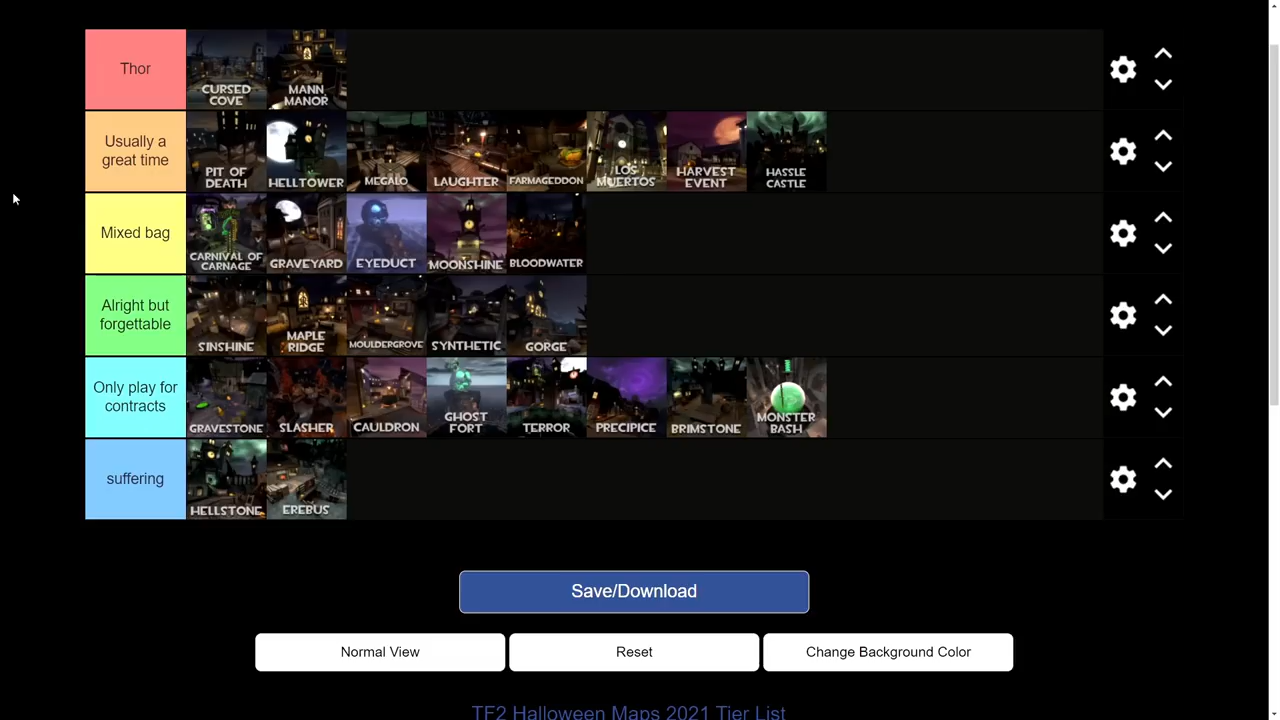 Thor
CURSED
COVE
MANN
MANOR
Usually a
great time
PIT OF
DEATH
HELLTOWER
MEGALO
LAUGHTER
FARMAGEDDON
LOS
MUERTOS
HARVEST
EVENT
HASSLE
CASTLE
Mixed bag
CARNIVAL OF
CARNAGE
GRAVEYARD
EYEDUCT
MOONSHINE
BLOODWATER
Alright but
forgettable
SINSHINE
MAPLE
RIDGE
MOULDERGROVE
SYNTHETIC
GORGE
Only play for
contracts
GRAVESTONE
SLASHER
CAULDRON
GHOST
FORT
TERROR
PRECIPICE
BRIMSTONE
MONSTER
BASH
suffering
HELLSTONE
EREBUS
Save/Download
Normal View
Reset
Change Background Color
TF2 Halloween Maps 2021 Tier List